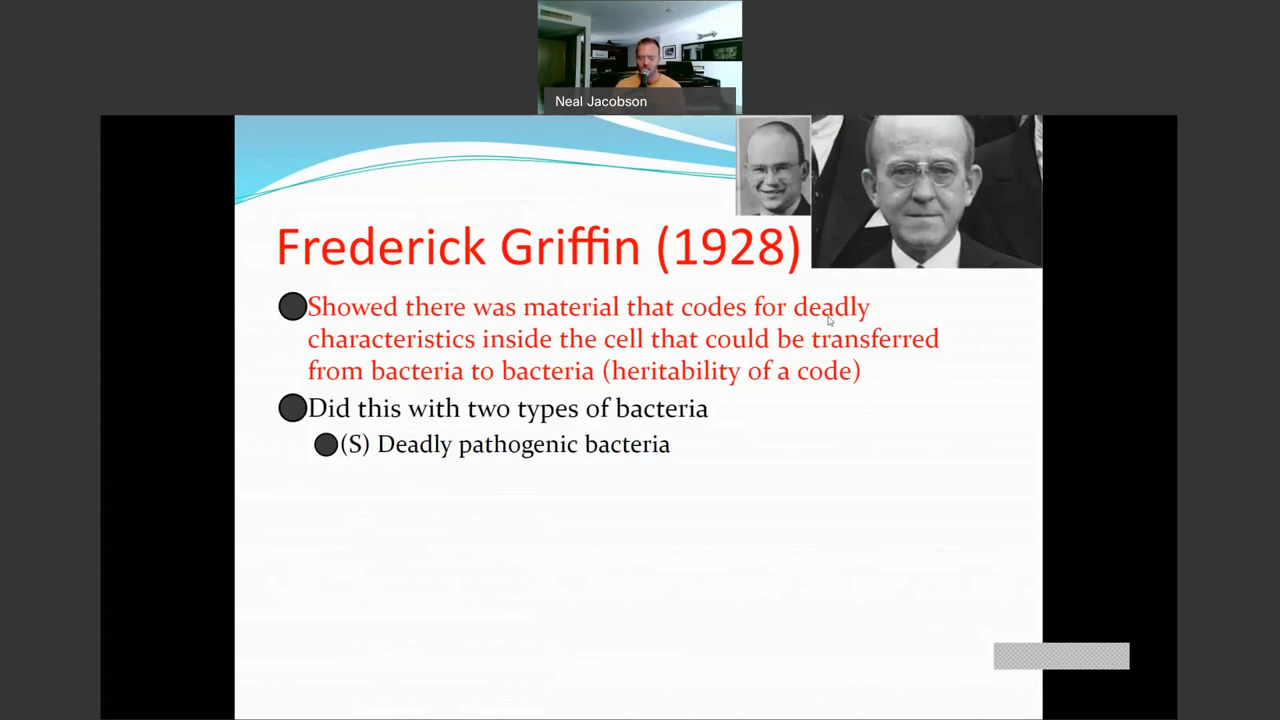 Neal Jacobson
Frederick Griffin (1928)
Showed there was material that codes for deadly
characteristics inside the cell that could be transferred
from bacteria to bacteria (heritability of a code)
Did this with two types of bacteria
(S) Deadly pathogenic bacteria